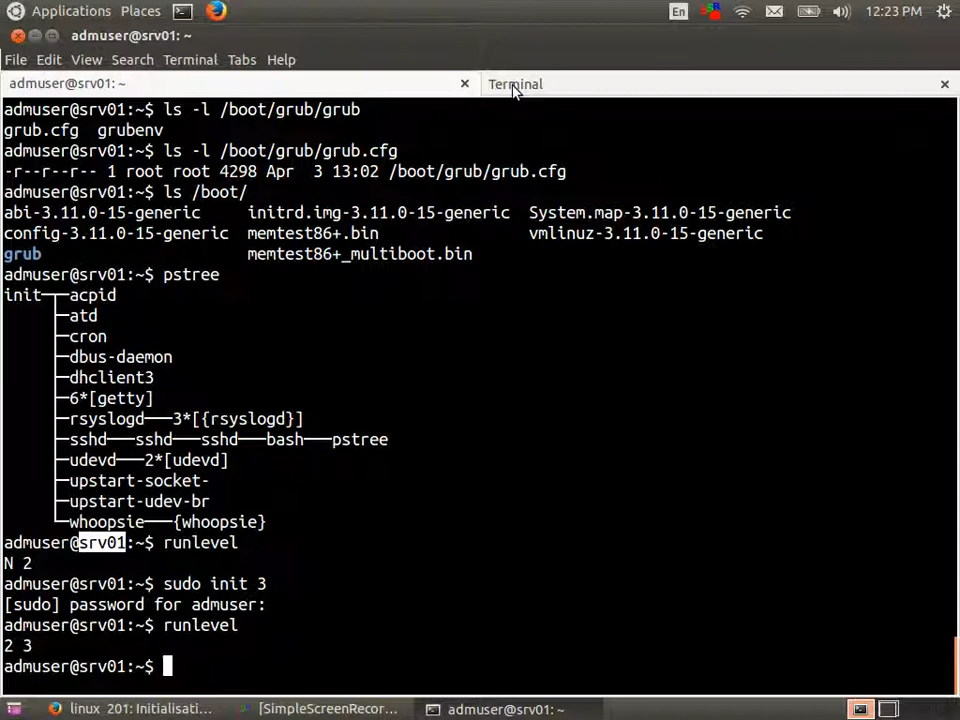 Applications Places En 12:23 PM
admuser@srv01: ~
File Edit View Search Terminal Tabs Help
admuser@srv01: ~ Terminal
admuser@srv01:~$ ls -l /boot/grub/grub
grub.cfg grubenv
admuser@srv01:~$ ls -l /boot/grub/grub.cfg
-r--r--r-- 1 root root 4298 Apr  3 13:02 /boot/grub/grub.cfg
admuser@srv01:~$ ls /boot/
abi-3.11.0-15-generic initrd.img-3.11.0-15-generic System.map-3.11.0-15-generic
config-3.11.0-15-generic memtest86+.bin vmlinuz-3.11.0-15-generic
grub memtest86+_multiboot.bin
admuser@srv01:~$ pstree
init─┬─acpid
├─atd
├─cron
├─dbus-daemon
├─dhclient3
├─6*[getty]
├─rsyslogd───3*[{rsyslogd}]
├─sshd───sshd───sshd───bash───pstree
├─udevd───2*[udevd]
├─upstart-socket-
├─upstart-udev-br
└─whoopsie───{whoopsie}
admuser@srv01:~$ runlevel
N 2
admuser@srv01:~$ sudo init 3
[sudo] password for admuser:
admuser@srv01:~$ runlevel
2 3
admuser@srv01:~$
linux 201: Initialisati... [SimpleScreenRecor... admuser@srv01: ~